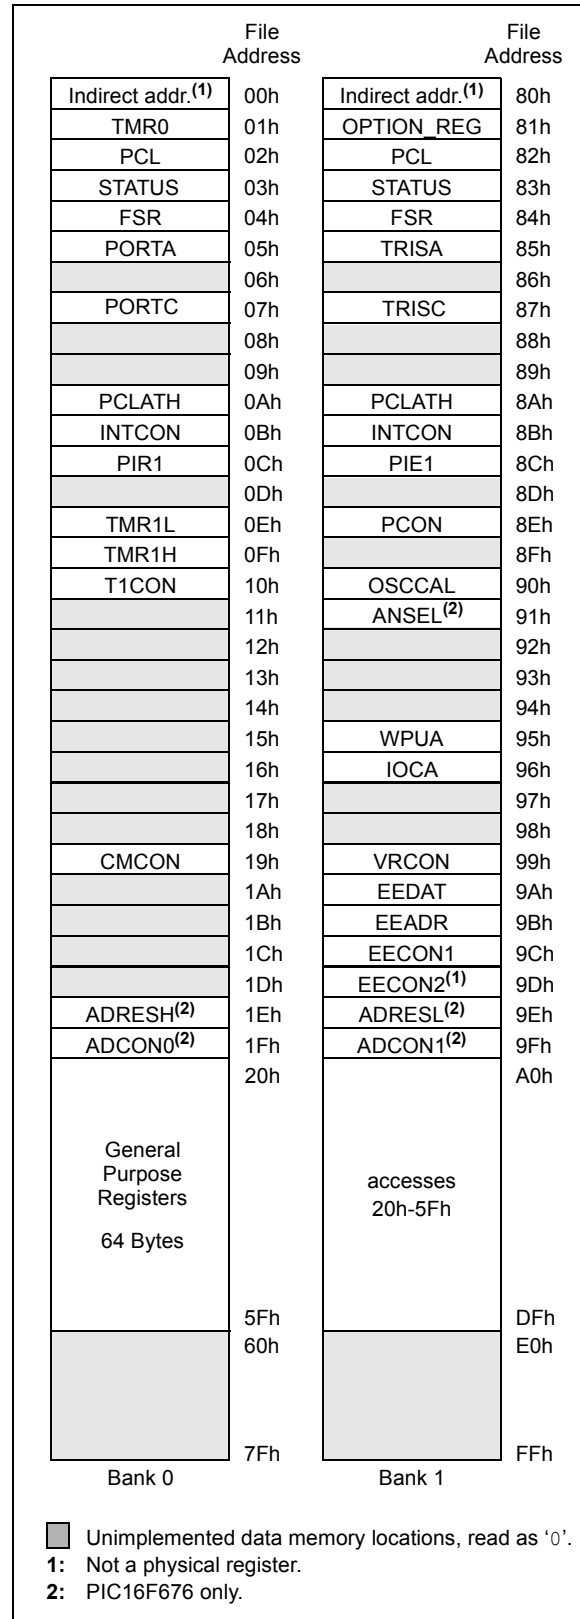 File Address File Address
Indirect addr.(1) 00h Indirect addr.(1) 80h
TMR0 01h OPTION_REG 81h
PCL 02h PCL 82h
STATUS 03h STATUS 83h
FSR 04h FSR 84h
PORTA 05h TRISA 85h
06h 86h
PORTC 07h TRISC 87h
08h 88h
09h 89h
PCLATH 0Ah PCLATH 8Ah
INTCON 0Bh INTCON 8Bh
PIR1 0Ch PIE1 8Ch
0Dh 8Dh
TMR1L 0Eh PCON 8Eh
TMR1H 0Fh 8Fh
T1CON 10h OSCCAL 90h
11h ANSEL(2) 91h
12h 92h
13h 93h
14h 94h
15h WPUA 95h
16h IOCA 96h
17h 97h
18h 98h
CMCON 19h VRCON 99h
1Ah EEDAT 9Ah
1Bh EEADR 9Bh
1Ch EECON1 9Ch
1Dh EECON2(1) 9Dh
ADRESH(2) 1Eh ADRESL(2) 9Eh
ADCON0(2) 1Fh ADCON1(2) 9Fh
20h A0h
General
Purpose
Registers
64 Bytes
accesses
20h-5Fh
5Fh DFh
60h E0h
7Fh FFh
Bank 0 Bank 1
Unimplemented data memory locations, read as ‘0’.
1: Not a physical register.
2: PIC16F676 only.